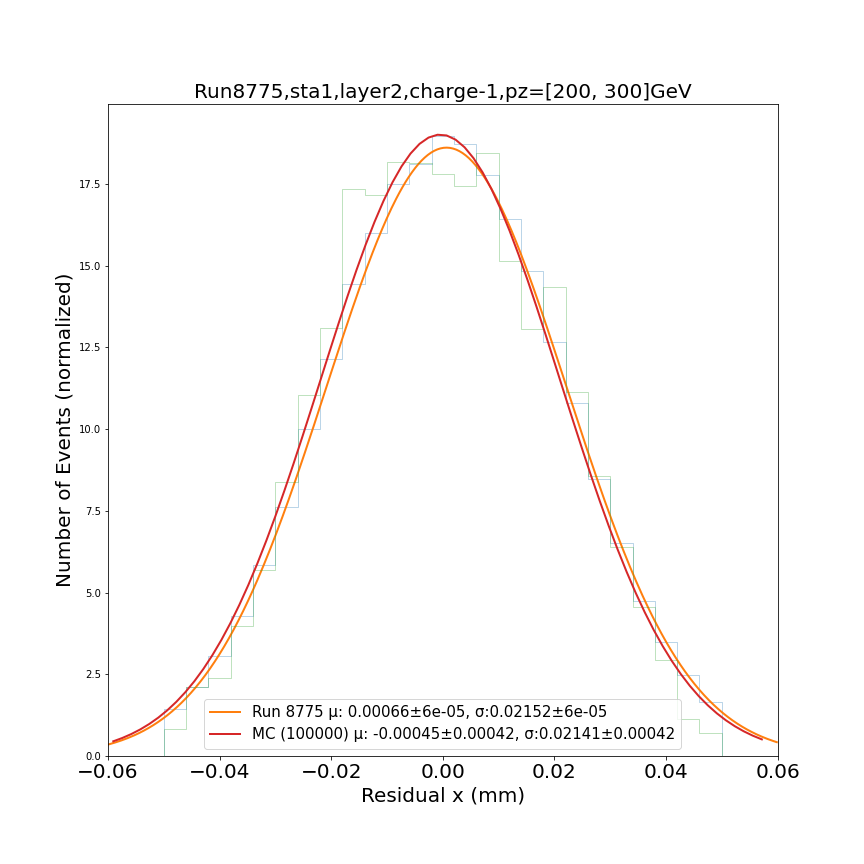 Run8775,sta1,layer2,charge-1,pz=[200, 300]GeV
Number of Events (normalized)
17.5
15.0
12.5
10.0
7.5
5.0
2.5
0.0
Run 8775 μ: 0.00066±6e-05, σ:0.02152±6e-05
MC (100000) μ: -0.00045±0.00042, σ:0.02141±0.00042
−0.06 −0.04 −0.02 0.00 0.02 0.04 0.06
Residual x (mm)